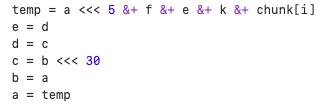 temp = a <<< 5 &+ f &+ e &+ k &+ chunk[i]
e = d
d = c
c = b <<< 30
b = a
a = temp